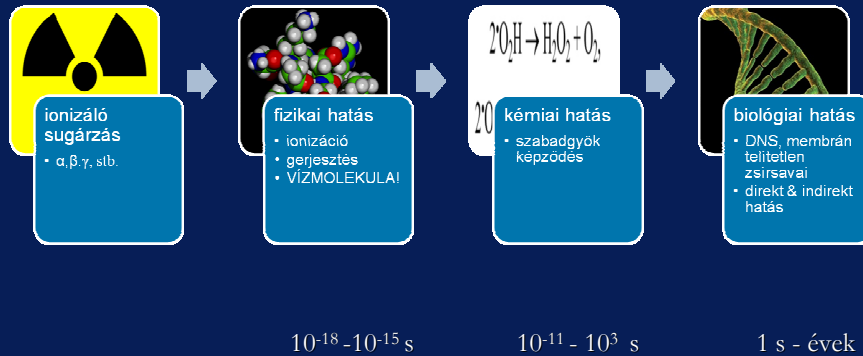 ionizáló
sugárzás
▪ α,β.γ, stb.
fizikai hatás
▪ ionizáció
▪ gerjesztés
▪ VÍZMOLEKULA!
2•O₂H→H₂O₂+O₂,
2•O
kémiai hatás
▪ szabadgyök
képződés
biológiai hatás
▪ DNS, membrán
telitetlen
zsirsavai
▪ direkt & indirekt
hatás
10⁻¹⁸ -10⁻¹⁵ s
10⁻¹¹ - 10³ s
1 s - évek